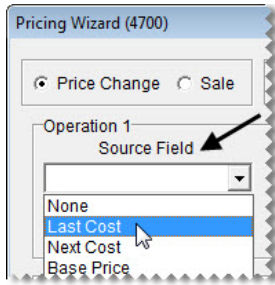 Pricing Wizard (4700)
Price Change Sale
Operation 1
Source Field
None
Last Cost
Next Cost
Base Price